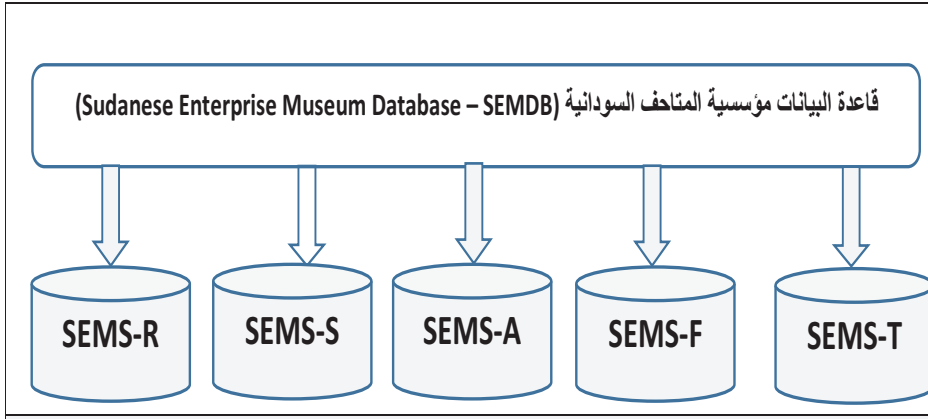 قاعدة البيانات مؤسسية المتاحف السودانية (Sudanese Enterprise Museum Database – SEMDB)
SEMS-R
SEMS-S
SEMS-A
SEMS-F
SEMS-T